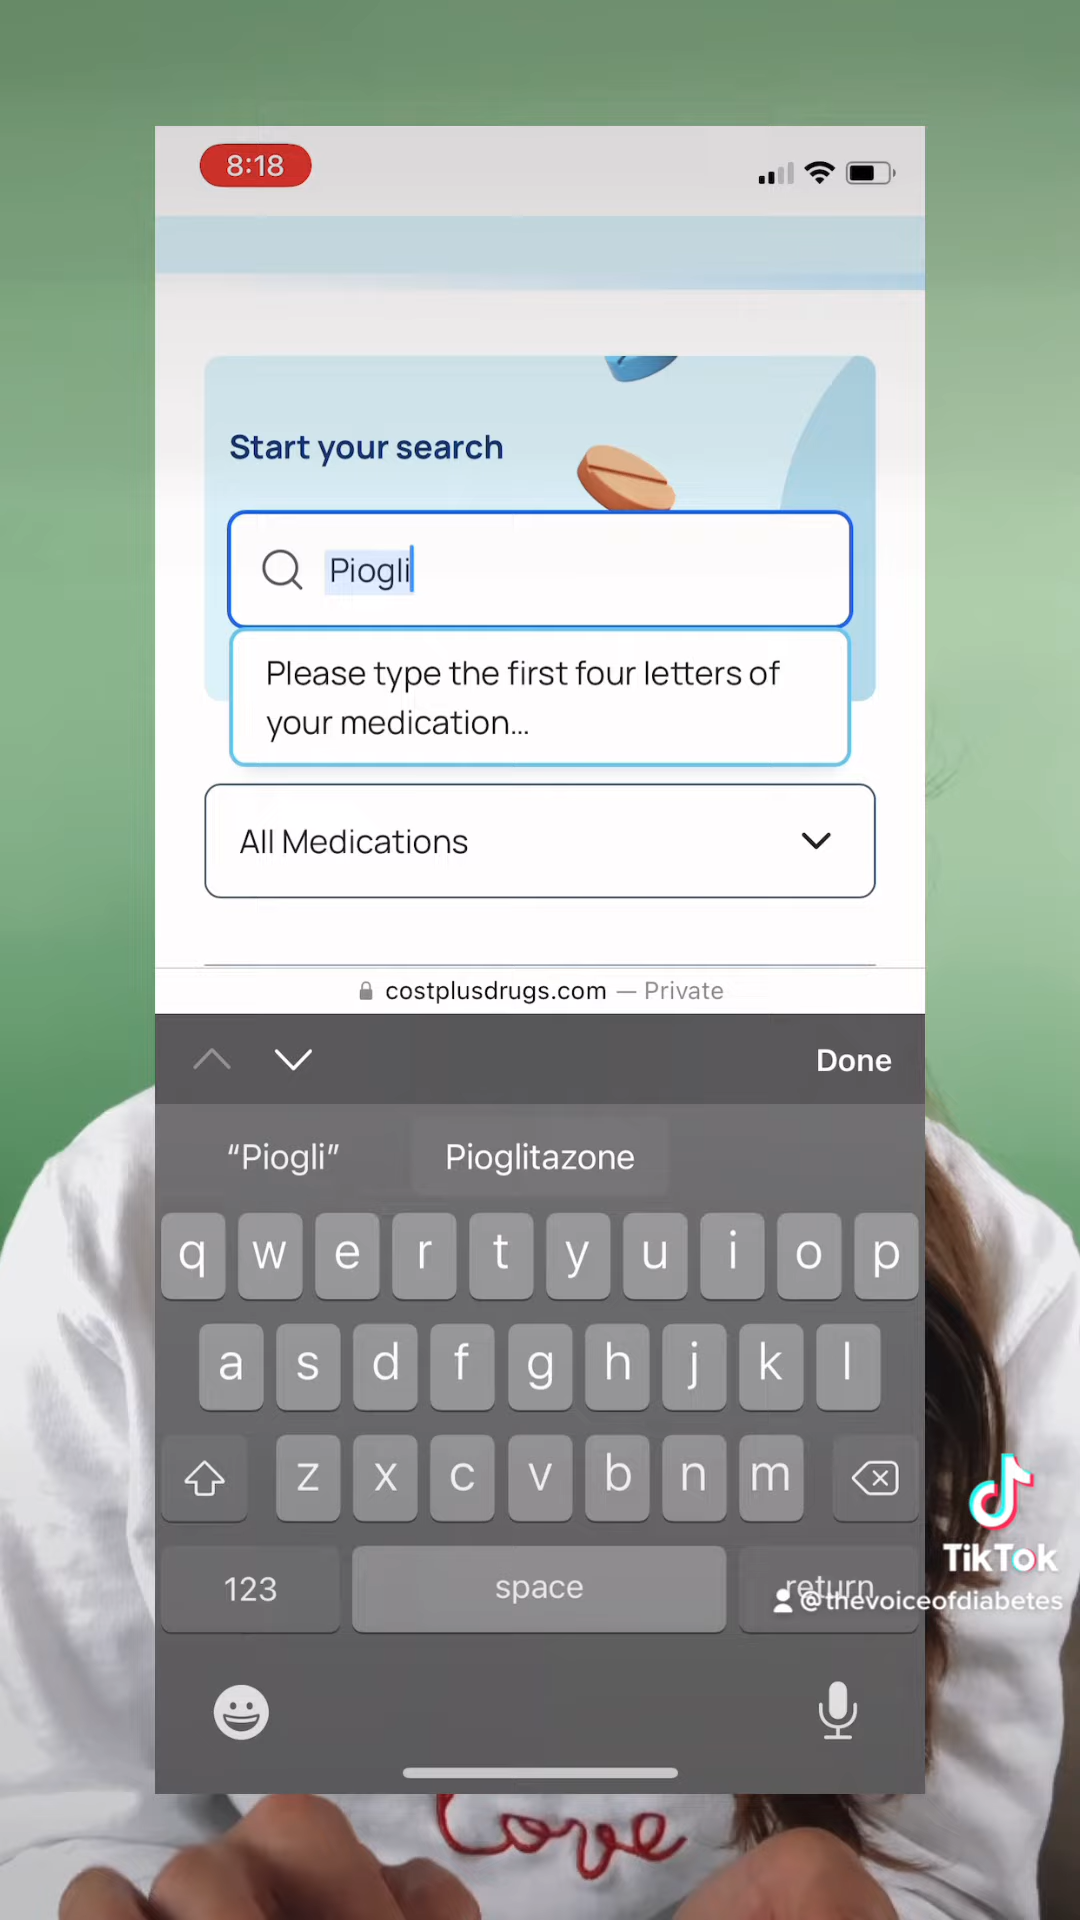 8:18
Start your search
Piogli
Please type the first four letters of
your medication...
All Medications
costplusdrugs.com — Private
Done
“Piogli” Pioglitazone
q w e r t y u i o p
a s d f g h j k l
z x c v b n m
TikTok
123 space return
@thevoiceofdiabetes
Love